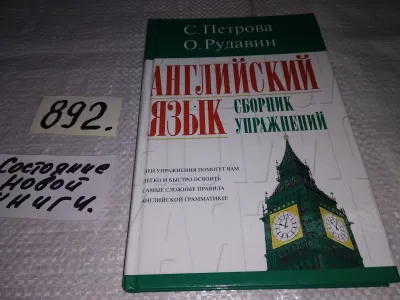 С. Петрова
О. Рудавин
АНГЛИЙСКИЙ
ЯЗЫК
СБОРНИК
УПРАЖНЕНИЙ
ЭТИ УПРАЖНЕНИЯ ПОМОГУТ ВАМ
ЛЕГКО И БЫСТРО ОСВОИТЬ
САМЫЕ СЛОЖНЫЕ ПРАВИЛА
АНГЛИЙСКОЙ ГРАММАТИКИ!
892.
Состояние
новой
книги.